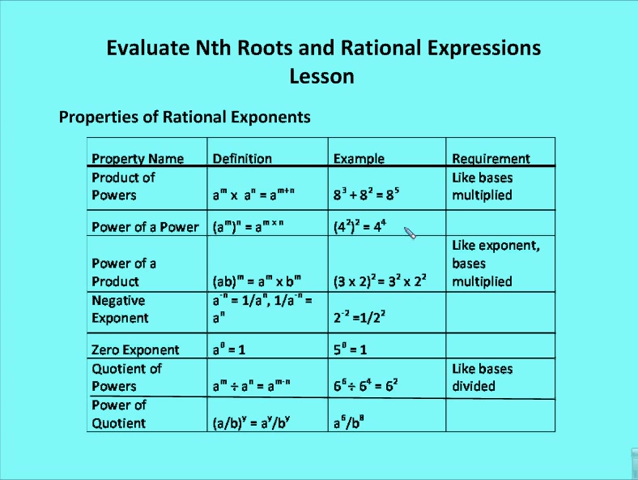 Evaluate Nth Roots and Rational Expressions
Lesson
Properties of Rational Exponents
Property Name Definition Example Requirement
Product of Powers aᵐ x aⁿ = aᵐ⁺ⁿ 8³ + 8² = 8⁵ Like bases multiplied
Power of a Power (aᵐ)ⁿ = aᵐ ˣ ⁿ (4²)² = 4⁴
Power of a Product (ab)ᵐ = aᵐ x bᵐ (3 x 2)² = 3² x 2² Like exponent, bases multiplied
Negative Exponent a⁻ⁿ = 1/aⁿ, 1/a⁻ⁿ = aⁿ 2⁻² =1/2²
Zero Exponent a⁰ = 1 5⁰ = 1
Quotient of Powers aᵐ ÷ aⁿ = aᵐ⁻ⁿ 6⁶ ÷ 6⁴ = 6² Like bases divided
Power of Quotient (a/b)ʸ = aʸ/bʸ